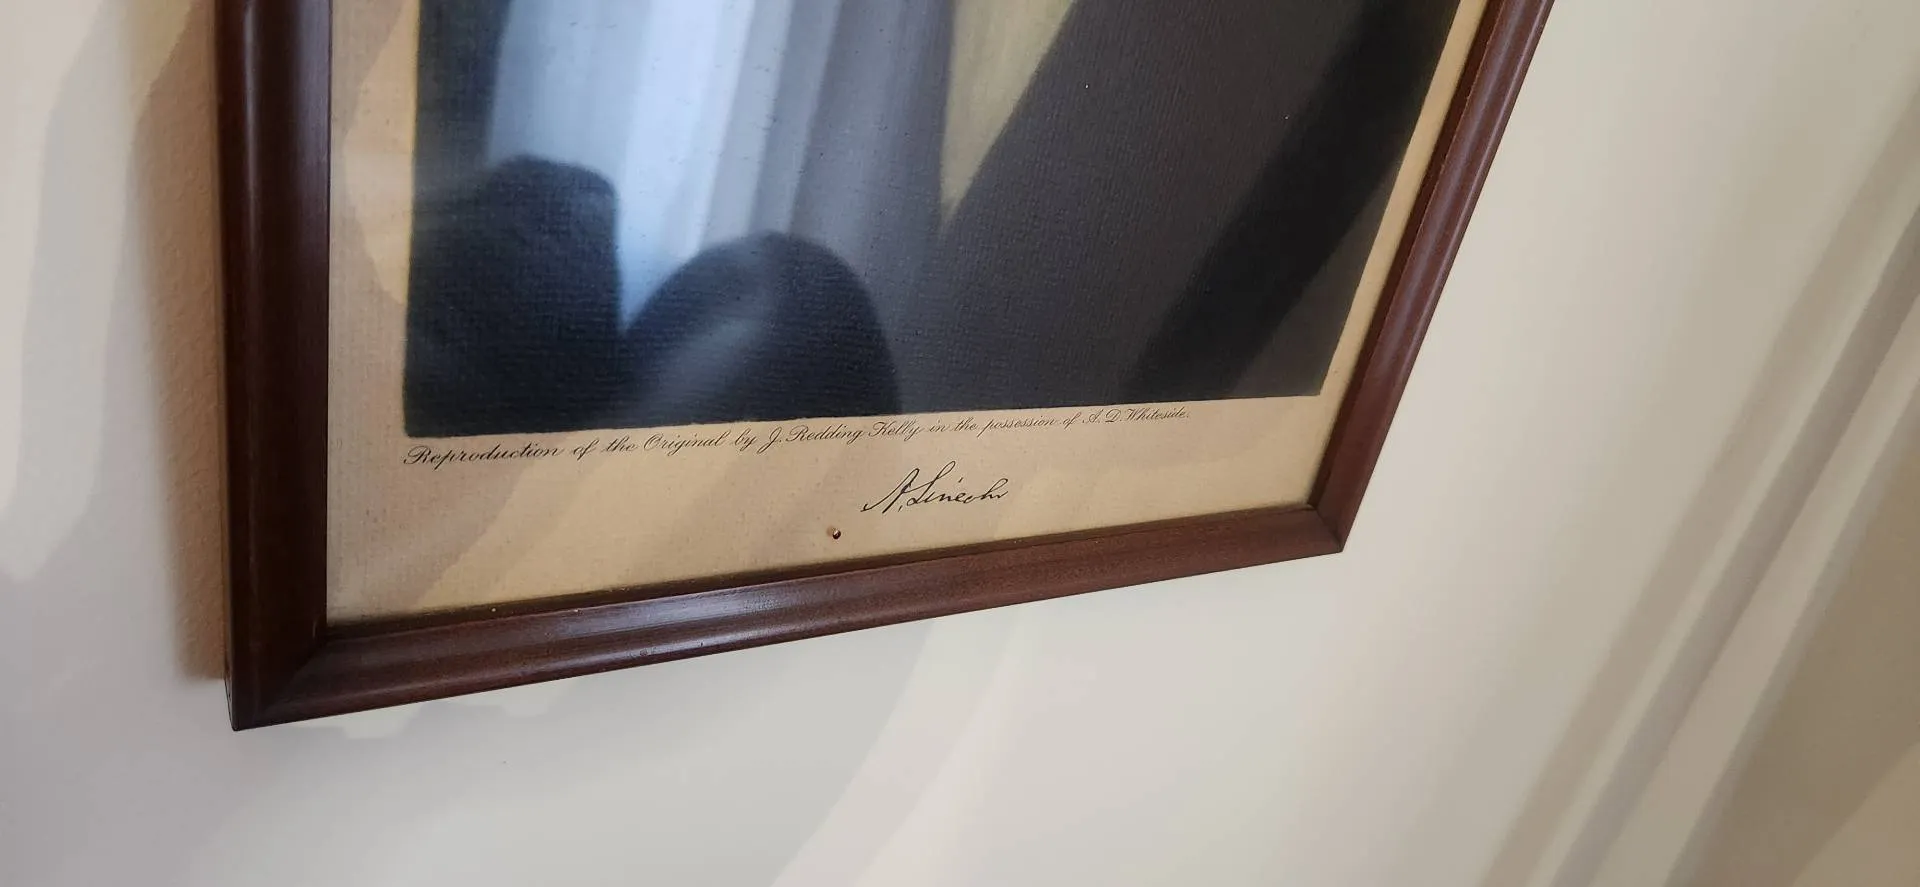 Reproduction of the Original by J. Redding Kelly in the possession of A. D. Whiteside.
A. Lincoln